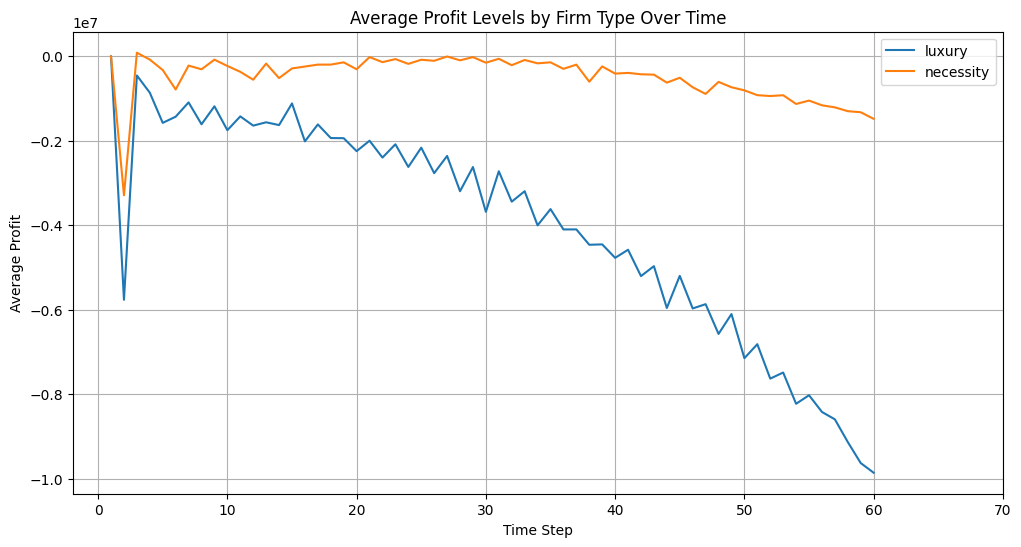 Average Profit Levels by Firm Type Over Time
1e7
luxury
necessity
0.0
−0.2
−0.4
−0.6
−0.8
−1.0
Average Profit
0 10 20 30 40 50 60 70
Time Step